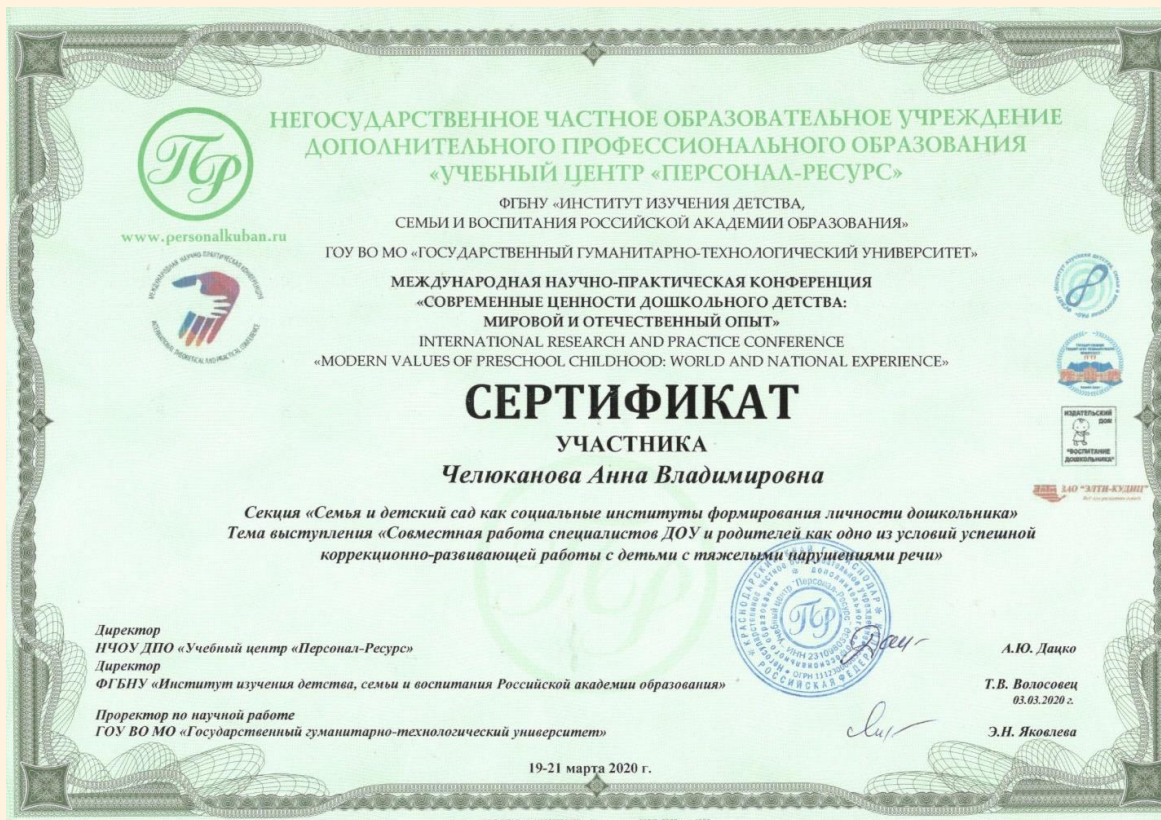 НЕГОСУДАРСТВЕННОЕ ЧАСТНОЕ ОБРАЗОВАТЕЛЬНОЕ УЧРЕЖДЕНИЕ
ДОПОЛНИТЕЛЬНОГО ПРОФЕССИОНАЛЬНОГО ОБРАЗОВАНИЯ
«УЧЕБНЫЙ ЦЕНТР «ПЕРСОНАЛ-РЕСУРС»
ПР
www.personalkuban.ru
ФГБНУ «ИНСТИТУТ ИЗУЧЕНИЯ ДЕТСТВА,
СЕМЬИ И ВОСПИТАНИЯ РОССИЙСКОЙ АКАДЕМИИ ОБРАЗОВАНИЯ»
ГОУ ВО МО «ГОСУДАРСТВЕННЫЙ ГУМАНИТАРНО-ТЕХНОЛОГИЧЕСКИЙ УНИВЕРСИТЕТ»
МЕЖДУНАРОДНАЯ НАУЧНО-ПРАКТИЧЕСКАЯ КОНФЕРЕНЦИЯ
«СОВРЕМЕННЫЕ ЦЕННОСТИ ДОШКОЛЬНОГО ДЕТСТВА:
МИРОВОЙ И ОТЕЧЕСТВЕННЫЙ ОПЫТ»
INTERNATIONAL RESEARCH AND PRACTICE CONFERENCE
«MODERN VALUES OF PRESCHOOL CHILDHOOD: WORLD AND NATIONAL EXPERIENCE»
СЕРТИФИКАТ
УЧАСТНИКА
Челюканова Анна Владимировна
ИЗДАТЕЛЬСКИЙ
ДОМ
"ВОСПИТАНИЕ
ДОШКОЛЬНИКА"
ЗАО "ЭЛТИ-КУДИЦ"
Секция «Семья и детский сад как социальные институты формирования личности дошкольника»
Тема выступления «Совместная работа специалистов ДОУ и родителей как одно из условий успешной
коррекционно-развивающей работы с детьми с тяжелыми нарушениями речи»
Директор
НЧОУ ДПО «Учебный центр «Персонал-Ресурс» А.Ю. Дацко
Директор
ФГБНУ «Институт изучения детства, семьи и воспитания Российской академии образования» Т.В. Волосовец
03.03.2020 г.
Проректор по научной работе
ГОУ ВО МО «Государственный гуманитарно-технологический университет» Э.Н. Яковлева
19-21 марта 2020 г.